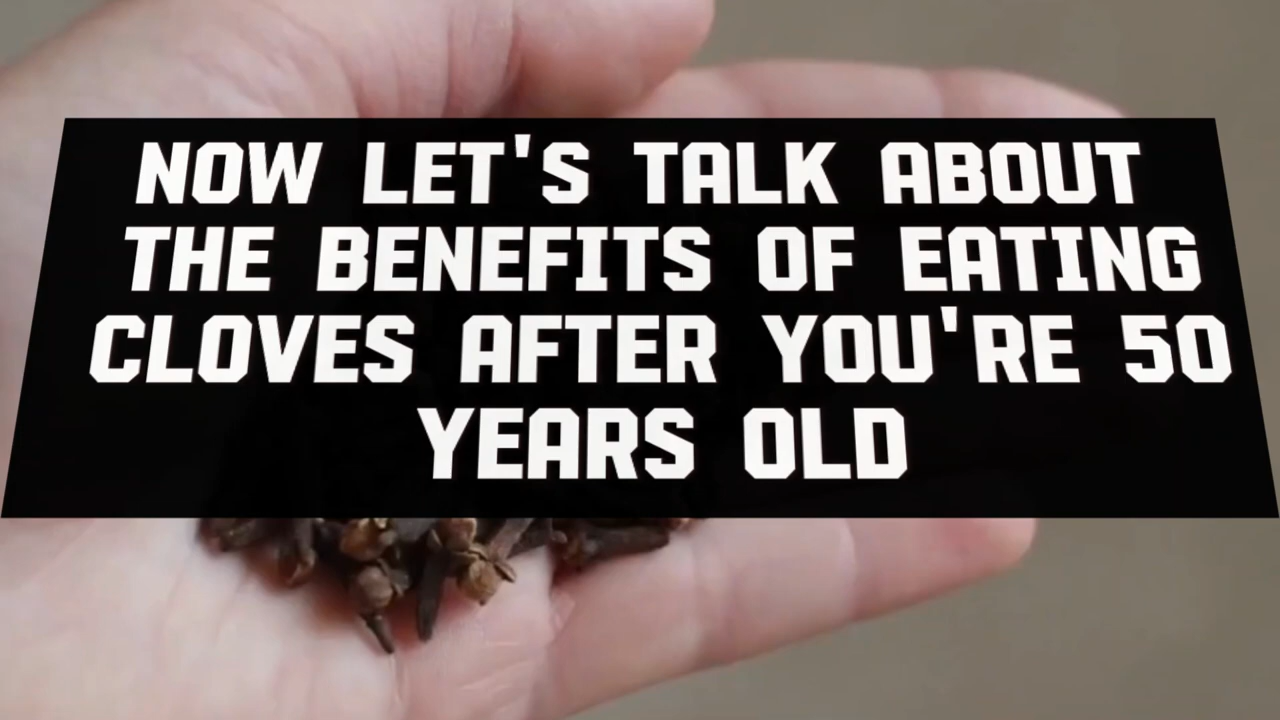 NOW LET'S TALK ABOUT
THE BENEFITS OF EATING
CLOVES AFTER YOU'RE 50
YEARS OLD